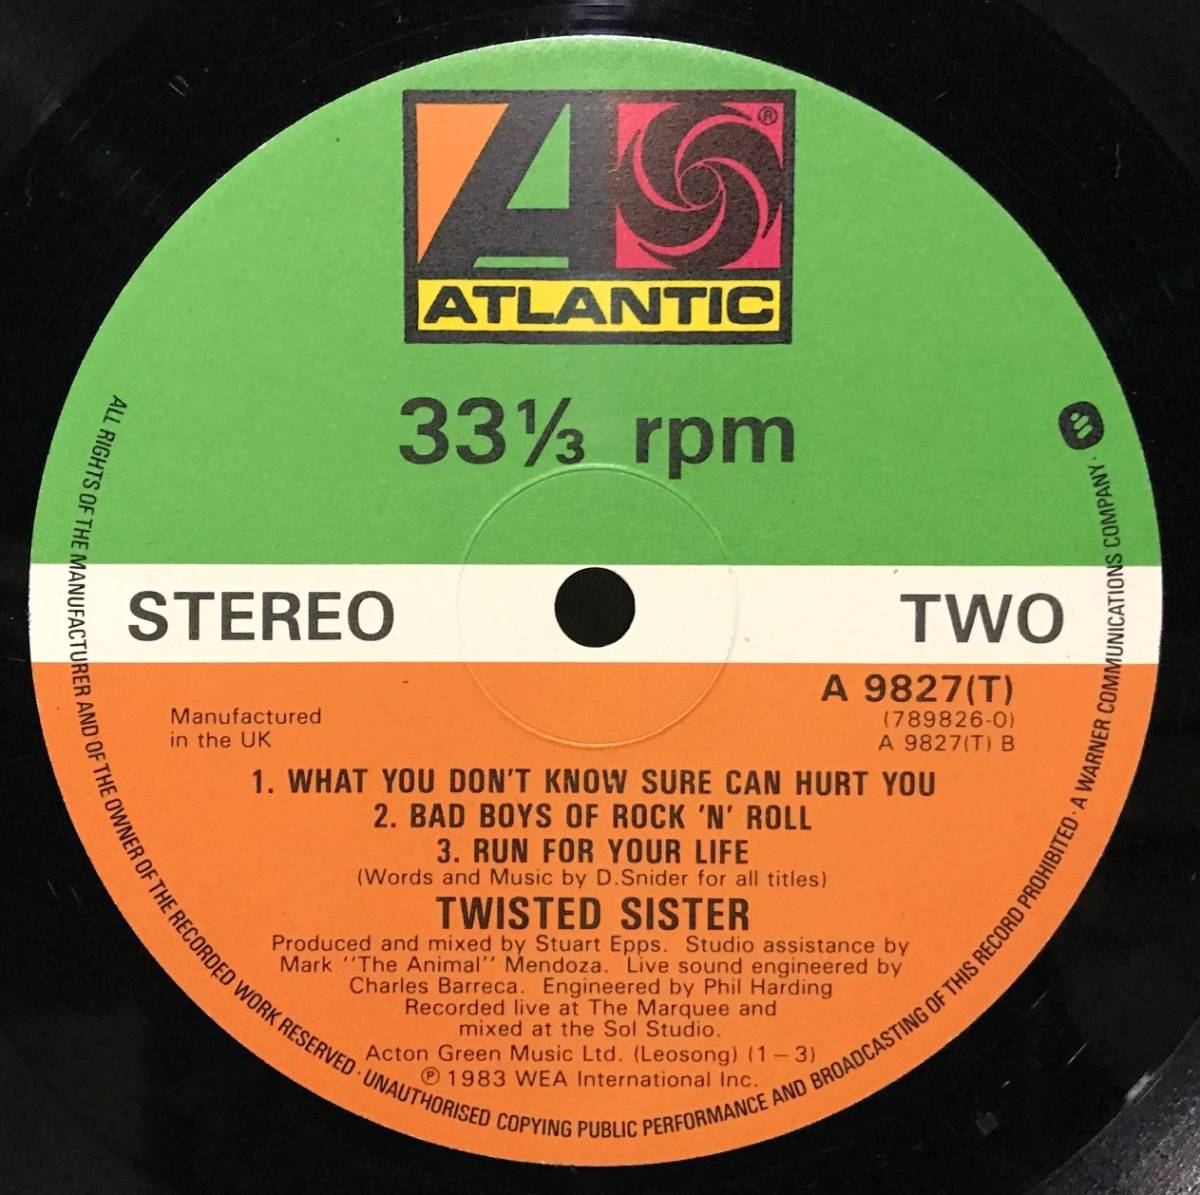 A
®
ATLANTIC
33⅓ rpm
STEREO
TWO
A 9827(T)
(789826-0)
A 9827(T) B
Manufactured
in the UK
1. WHAT YOU DON'T KNOW SURE CAN HURT YOU
2. BAD BOYS OF ROCK 'N' ROLL
3. RUN FOR YOUR LIFE
(Words and Music by D.Snider for all titles)
TWISTED SISTER
Produced and mixed by Stuart Epps. Studio assistance by
Mark ''The Animal'' Mendoza. Live sound engineered by
Charles Barreca. Engineered by Phil Harding
Recorded live at The Marquee and
mixed at the Sol Studio.
Acton Green Music Ltd. (Leosong) (1 – 3)
℗ 1983 WEA International Inc.
ALL RIGHTS OF THE MANUFACTURER AND OF THE OWNER OF THE RECORDED WORK RESERVED · UNAUTHORISED COPYING PUBLIC PERFORMANCE AND BROADCASTING OF THIS RECORD PROHIBITED · A WARNER COMMUNICATIONS COMPANY ·